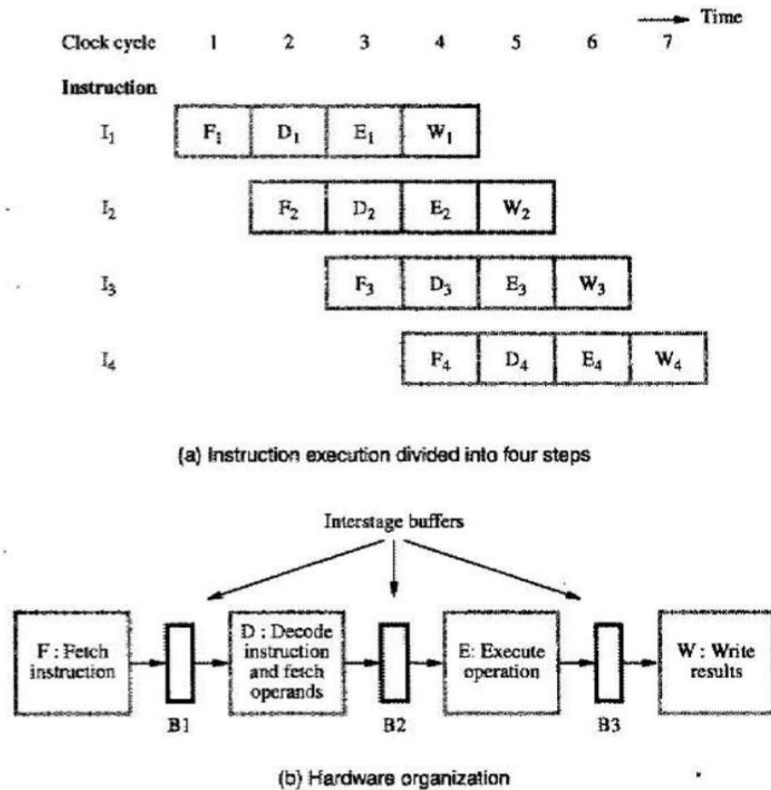 Time
Clock cycle 1 2 3 4 5 6 7
Instruction
I₁ F₁ D₁ E₁ W₁
I₂ F₂ D₂ E₂ W₂
I₃ F₃ D₃ E₃ W₃
I₄ F₄ D₄ E₄ W₄
(a) Instruction execution divided into four steps
Interstage buffers
F : Fetch
instruction
D : Decode
instruction
and fetch
operands
E: Execute
operation
W : Write
results
B1 B2 B3
(b) Hardware organization